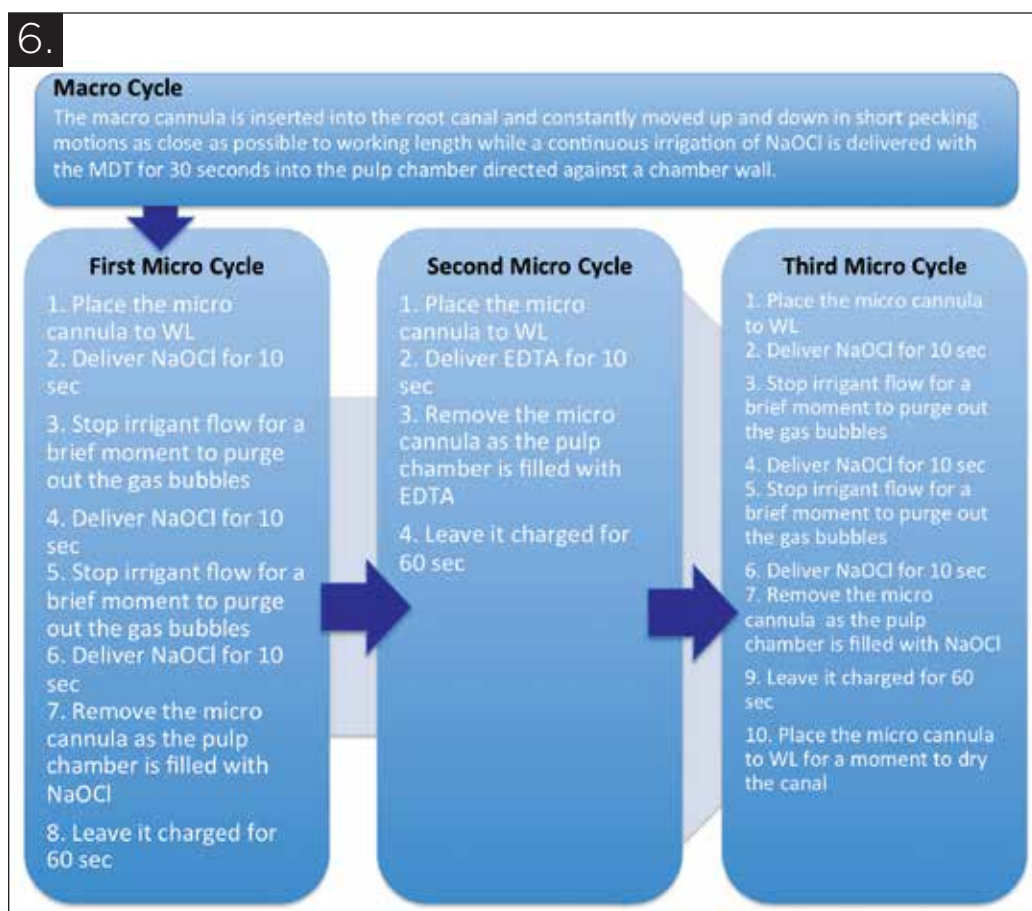 6.
Macro Cycle
The macro cannula is inserted into the root canal and constantly moved up and down in short pecking
motions as close as possible to working length while a continuous irrigation of NaOCl is delivered with
the MDT for 30 seconds into the pulp chamber directed against a chamber wall.
First Micro Cycle
1. Place the micro
cannula to WL
2. Deliver NaOCl for 10
sec
3. Stop irrigant flow for a
brief moment to purge
out the gas bubbles
4. Deliver NaOCl for 10
sec
5. Stop irrigant flow for a
brief moment to purge
out the gas bubbles
6. Deliver NaOCl for 10
sec
7. Remove the micro
cannula as the pulp
chamber is filled with
NaOCl
8. Leave it charged for
60 sec
Second Micro Cycle
1. Place the micro
cannula to WL
2. Deliver EDTA for 10
sec
3. Remove the micro
cannula as the pulp
chamber is filled with
EDTA
4. Leave it charged for
60 sec
Third Micro Cycle
1. Place the micro cannula
to WL
2. Deliver NaOCl for 10 sec
3. Stop irrigant flow for a
brief moment to purge out
the gas bubbles
4. Deliver NaOCl for 10 sec
5. Stop irrigant flow for a
brief moment to purge out
the gas bubbles
6. Deliver NaOCl for 10 sec
7. Remove the micro
cannula as the pulp
chamber is filled with NaOCl
9. Leave it charged for 60
sec
10. Place the micro cannula
to WL for a moment to dry
the canal